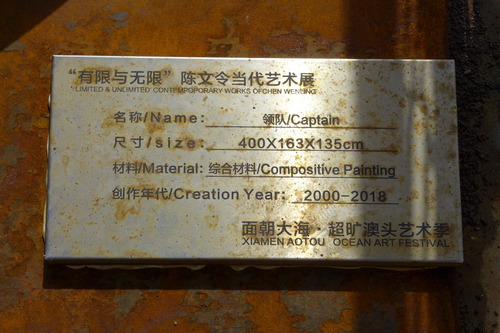 “有限与无限”陈文令当代艺术展
"LIMITED & UNLIMITED" CONTEMPOPORARY WORKS OFCHEN WENLING
名称/Name: 领队/Captain
尺寸/size: 400X163X135cm
材料/Material: 综合材料/Compositive Painting
创作年代/Creation Year: 2000-2018
面朝大海·超旷澳头艺术季
XIAMEN AOTOU OCEAN ART FESTIVAL